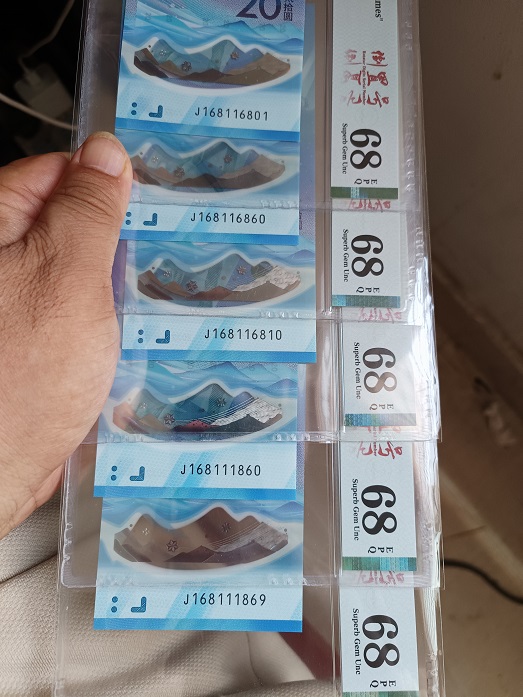 20
拾圆
J168116801
J168116860
J168116810
J168111860
J168111869
68
Superb Gem Unc
EPQ
68
Superb Gem Unc
EPQ
68
Superb Gem Unc
EPQ
68
Superb Gem Unc
EPQ
68
Superb Gem Unc
EPQ